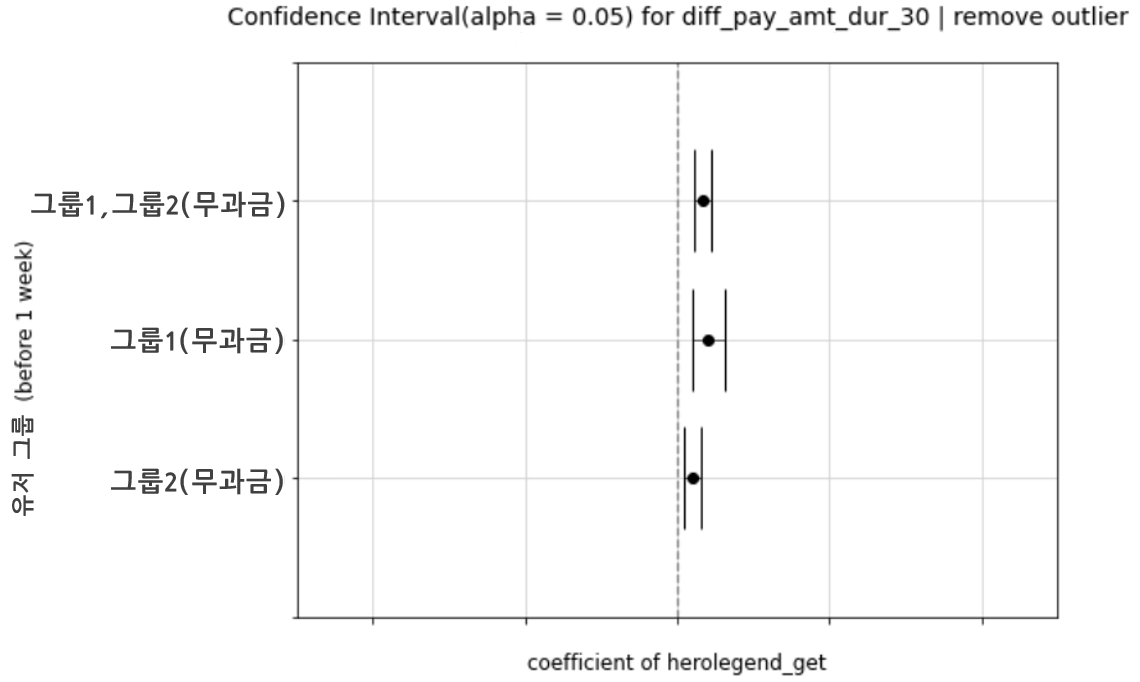 Confidence Interval(alpha = 0.05) for diff_pay_amt_dur_30 | remove outlier
그룹1,그룹2(무과금)
그룹1(무과금)
그룹2(무과금)
유저 그룹 (before 1 week)
coefficient of herolegend_get